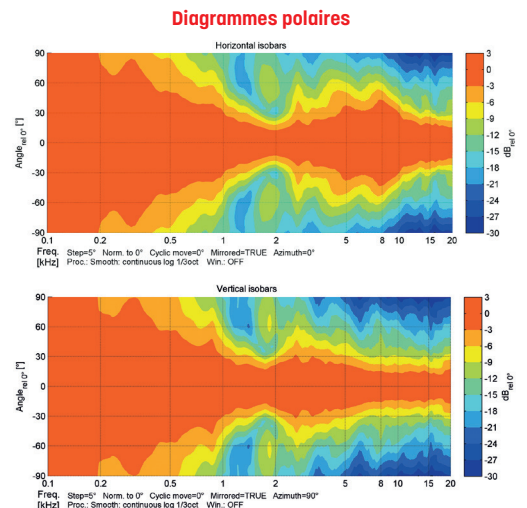 Diagrammes polaires
Horizontal isobars
90
60
30
0
-30
-60
-90
Angle rel 0° [°]
0.1 0.2 0.5 1 2 5 8 10 20
Freq. Step=5° Norm. to 0° Cyclic move=0° Mirrored=TRUE Azimuth=0°
[kHz] Proc.: Smooth: continuous log 1/3oct Win.: OFF
3
0
-3
-6
-9
-12
-15
-18
-21
-24
-27
-30
dB rel 0°
Vertical isobars
90
60
30
0
-30
-60
-90
Angle rel 0° [°]
0.1 0.2 0.5 1 2 5 8 10 20
Freq. Step=5° Norm. to 0° Cyclic move=0° Mirrored=TRUE Azimuth=90°
[kHz] Proc.: Smooth: continuous log 1/3oct Win.: OFF
3
0
-3
-6
-9
-12
-15
-18
-21
-24
-27
-30
dB rel 0°